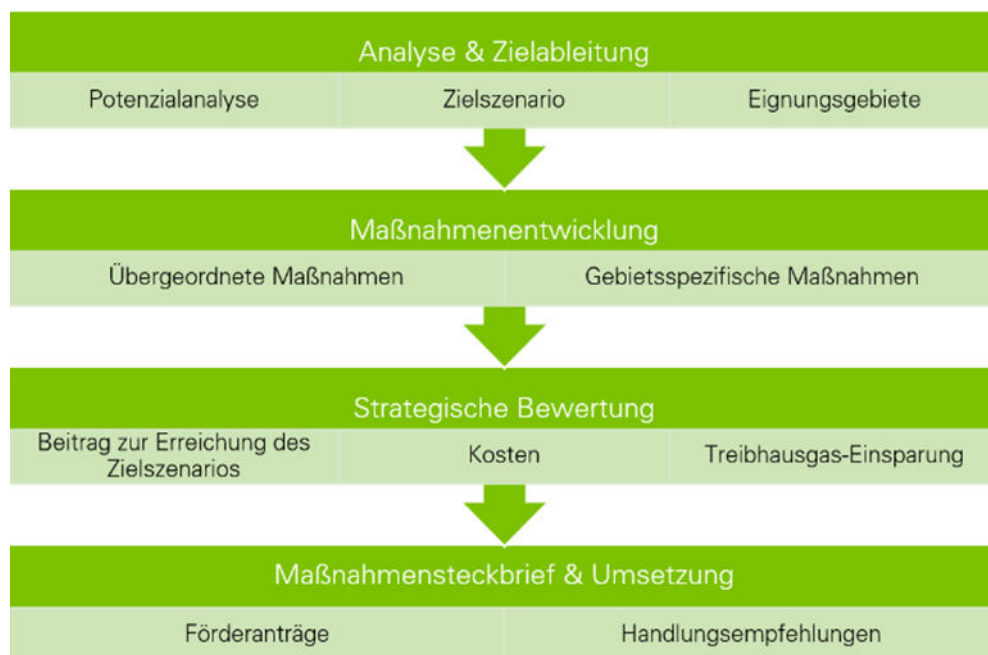 Analyse & Zielableitung
Potenzialanalyse
Zielszenario
Eignungsgebiete
Maßnahmenentwicklung
Übergeordnete Maßnahmen
Gebietsspezifische Maßnahmen
Strategische Bewertung
Beitrag zur Erreichung des
Zielszenarios
Kosten
Treibhausgas-Einsparung
Maßnahmensteckbrief & Umsetzung
Förderanträge
Handlungsempfehlungen